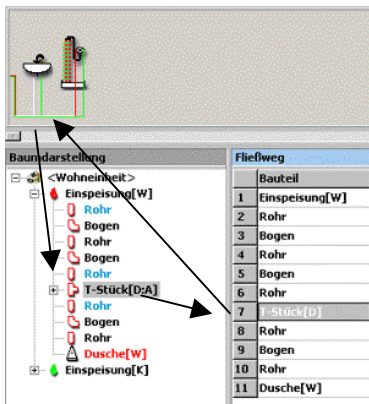 Baumdarstellung
<Wohneinheit>
Einspeisung[W]
Rohr
Bogen
Rohr
Bogen
Rohr
T-Stück[D:A]
Rohr
Bogen
Rohr
Dusche[W]
Einspeisung[K]
Fließweg
Bauteil
1 Einspeisung[W]
2 Rohr
3 Bogen
4 Rohr
5 Bogen
6 Rohr
7 T-Stück[D]
8 Rohr
9 Bogen
10 Rohr
11 Dusche[W]